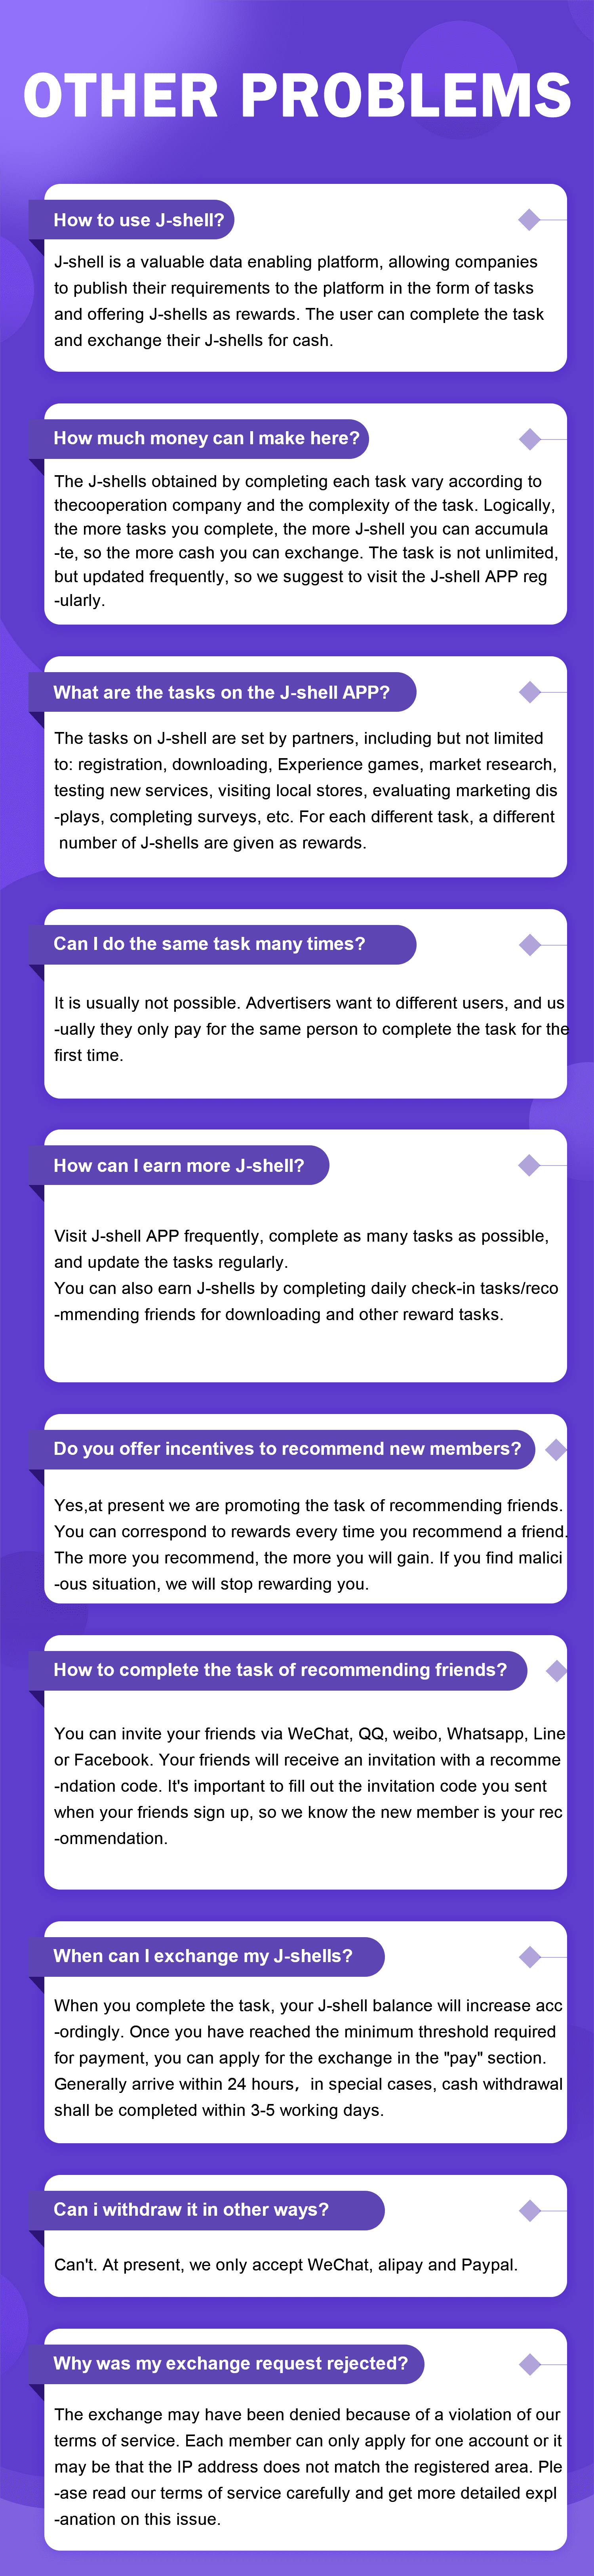 OTHER PROBLEMS
How to use J-shell?
J-shell is a valuable data enabling platform, allowing companies
to publish their requirements to the platform in the form of tasks
and offering J-shells as rewards. The user can complete the task
and exchange their J-shells for cash.
How much money can I make here?
The J-shells obtained by completing each task vary according to
thecooperation company and the complexity of the task. Logically,
the more tasks you complete, the more J-shell you can accumula
-te, so the more cash you can exchange. The task is not unlimited,
but updated frequently, so we suggest to visit the J-shell APP reg
-ularly.
What are the tasks on the J-shell APP?
The tasks on J-shell are set by partners, including but not limited
to: registration, downloading, Experience games, market research,
testing new services, visiting local stores, evaluating marketing dis
-plays, completing surveys, etc. For each different task, a different
number of J-shells are given as rewards.
Can I do the same task many times?
It is usually not possible. Advertisers want to different users, and us
-ually they only pay for the same person to complete the task for the
first time.
How can I earn more J-shell?
Visit J-shell APP frequently, complete as many tasks as possible,
and update the tasks regularly.
You can also earn J-shells by completing daily check-in tasks/reco
-mmending friends for downloading and other reward tasks.
Do you offer incentives to recommend new members?
Yes,at present we are promoting the task of recommending friends.
You can correspond to rewards every time you recommend a friend.
The more you recommend, the more you will gain. If you find malici
-ous situation, we will stop rewarding you.
How to complete the task of recommending friends?
You can invite your friends via WeChat, QQ, weibo, Whatsapp, Line
or Facebook. Your friends will receive an invitation with a recomme
-ndation code. It's important to fill out the invitation code you sent
when your friends sign up, so we know the new member is your rec
-ommendation.
When can I exchange my J-shells?
When you complete the task, your J-shell balance will increase acc
-ordingly. Once you have reached the minimum threshold required
for payment, you can apply for the exchange in the "pay" section.
Generally arrive within 24 hours，in special cases, cash withdrawal
shall be completed within 3-5 working days.
Can i withdraw it in other ways?
Can't. At present, we only accept WeChat, alipay and Paypal.
Why was my exchange request rejected?
The exchange may have been denied because of a violation of our
terms of service. Each member can only apply for one account or it
may be that the IP address does not match the registered area. Ple
-ase read our terms of service carefully and get more detailed expl
-anation on this issue.